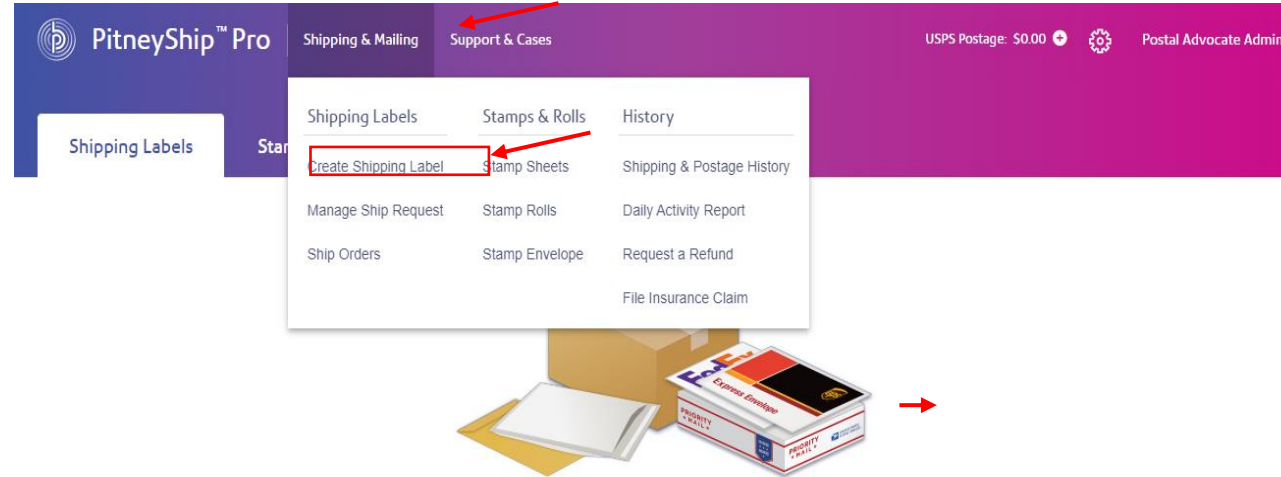 PitneyShip™ Pro
Shipping & Mailing
Support & Cases
USPS Postage: $0.00
Postal Advocate Admin
Shipping Labels
Shipping Labels
Create Shipping Label
Manage Ship Request
Ship Orders
Stamps & Rolls
Stamp Sheets
Stamp Rolls
Stamp Envelope
History
Shipping & Postage History
Daily Activity Report
Request a Refund
File Insurance Claim
FedEx
Express Envelope
PRIORITY
MAIL
PRIORITY
MAIL